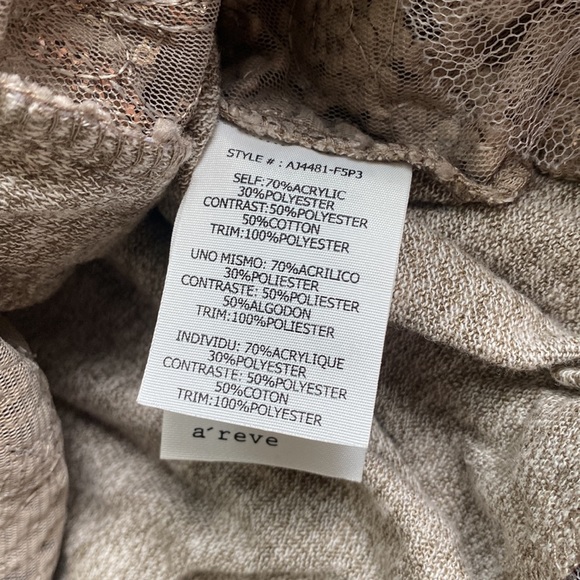 STYLE # : AJ4481-F5P3
SELF:70%ACRYLIC
30%POLYESTER
CONTRAST:50%POLYESTER
50%COTTON
TRIM:100%POLYESTER
UNO MISMO: 70%ACRILICO
30%POLIESTER
CONTRASTE: 50%POLIESTER
50%ALGODON
TRIM:100%POLIESTER
INDIVIDU: 70%ACRYLIQUE
30%POLYESTER
CONTRASTE: 50%POLYESTER
50%COTON
TRIM:100%POLYESTER
a´reve